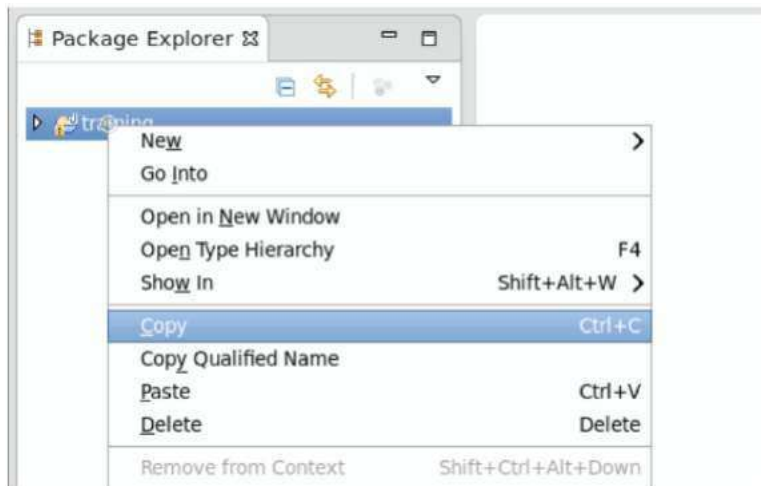 Package Explorer
training
New
Go Into
Open in New Window
Open Type Hierarchy F4
Show In Shift+Alt+W
Copy Ctrl+C
Copy Qualified Name
Paste Ctrl+V
Delete Delete
Remove from Context Shift+Ctrl+Alt+Down